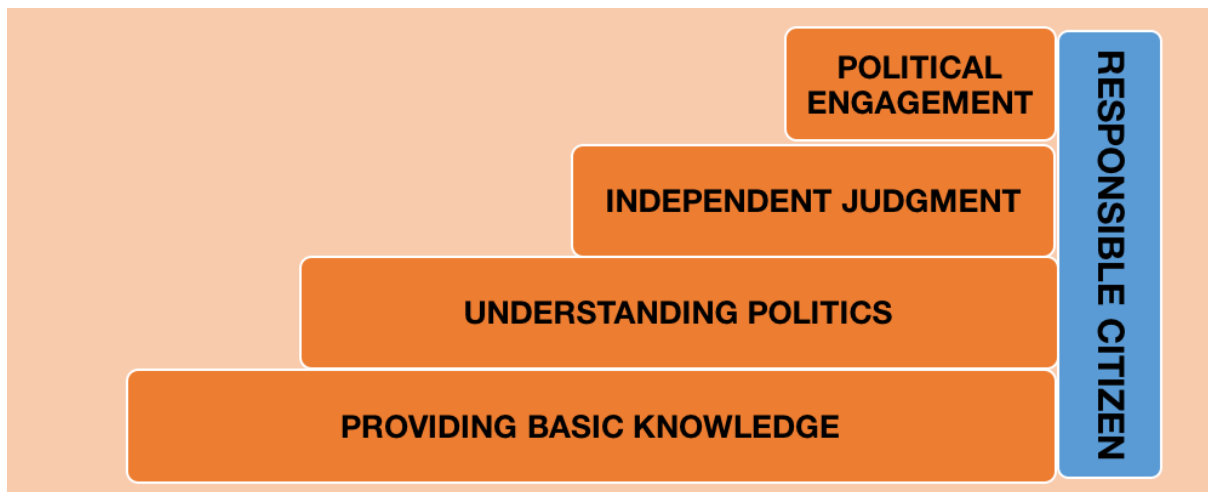 POLITICAL
ENGAGEMENT
INDEPENDENT JUDGMENT
UNDERSTANDING POLITICS
PROVIDING BASIC KNOWLEDGE
RESPONSIBLE CITIZEN